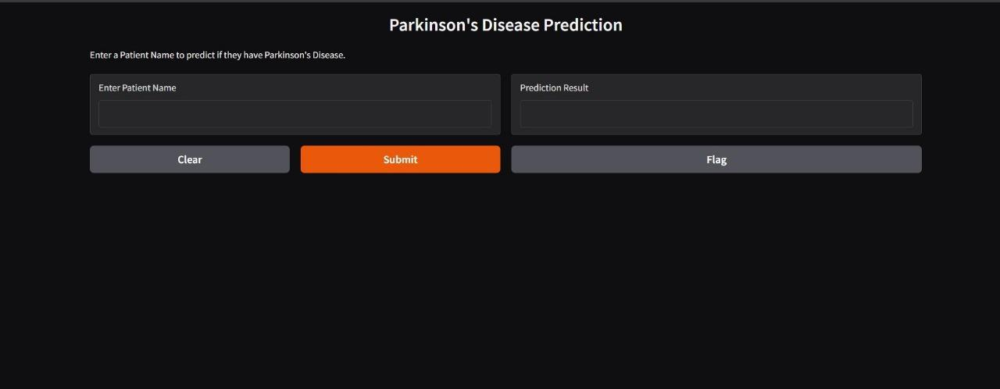 Parkinson's Disease Prediction
Enter a Patient Name to predict if they have Parkinson's Disease.
Enter Patient Name
Prediction Result
Clear
Submit
Flag